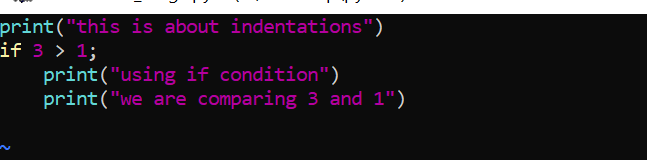 print("this is about indentations")
if 3 > 1;
    print("using if condition")
    print("we are comparing 3 and 1")
~